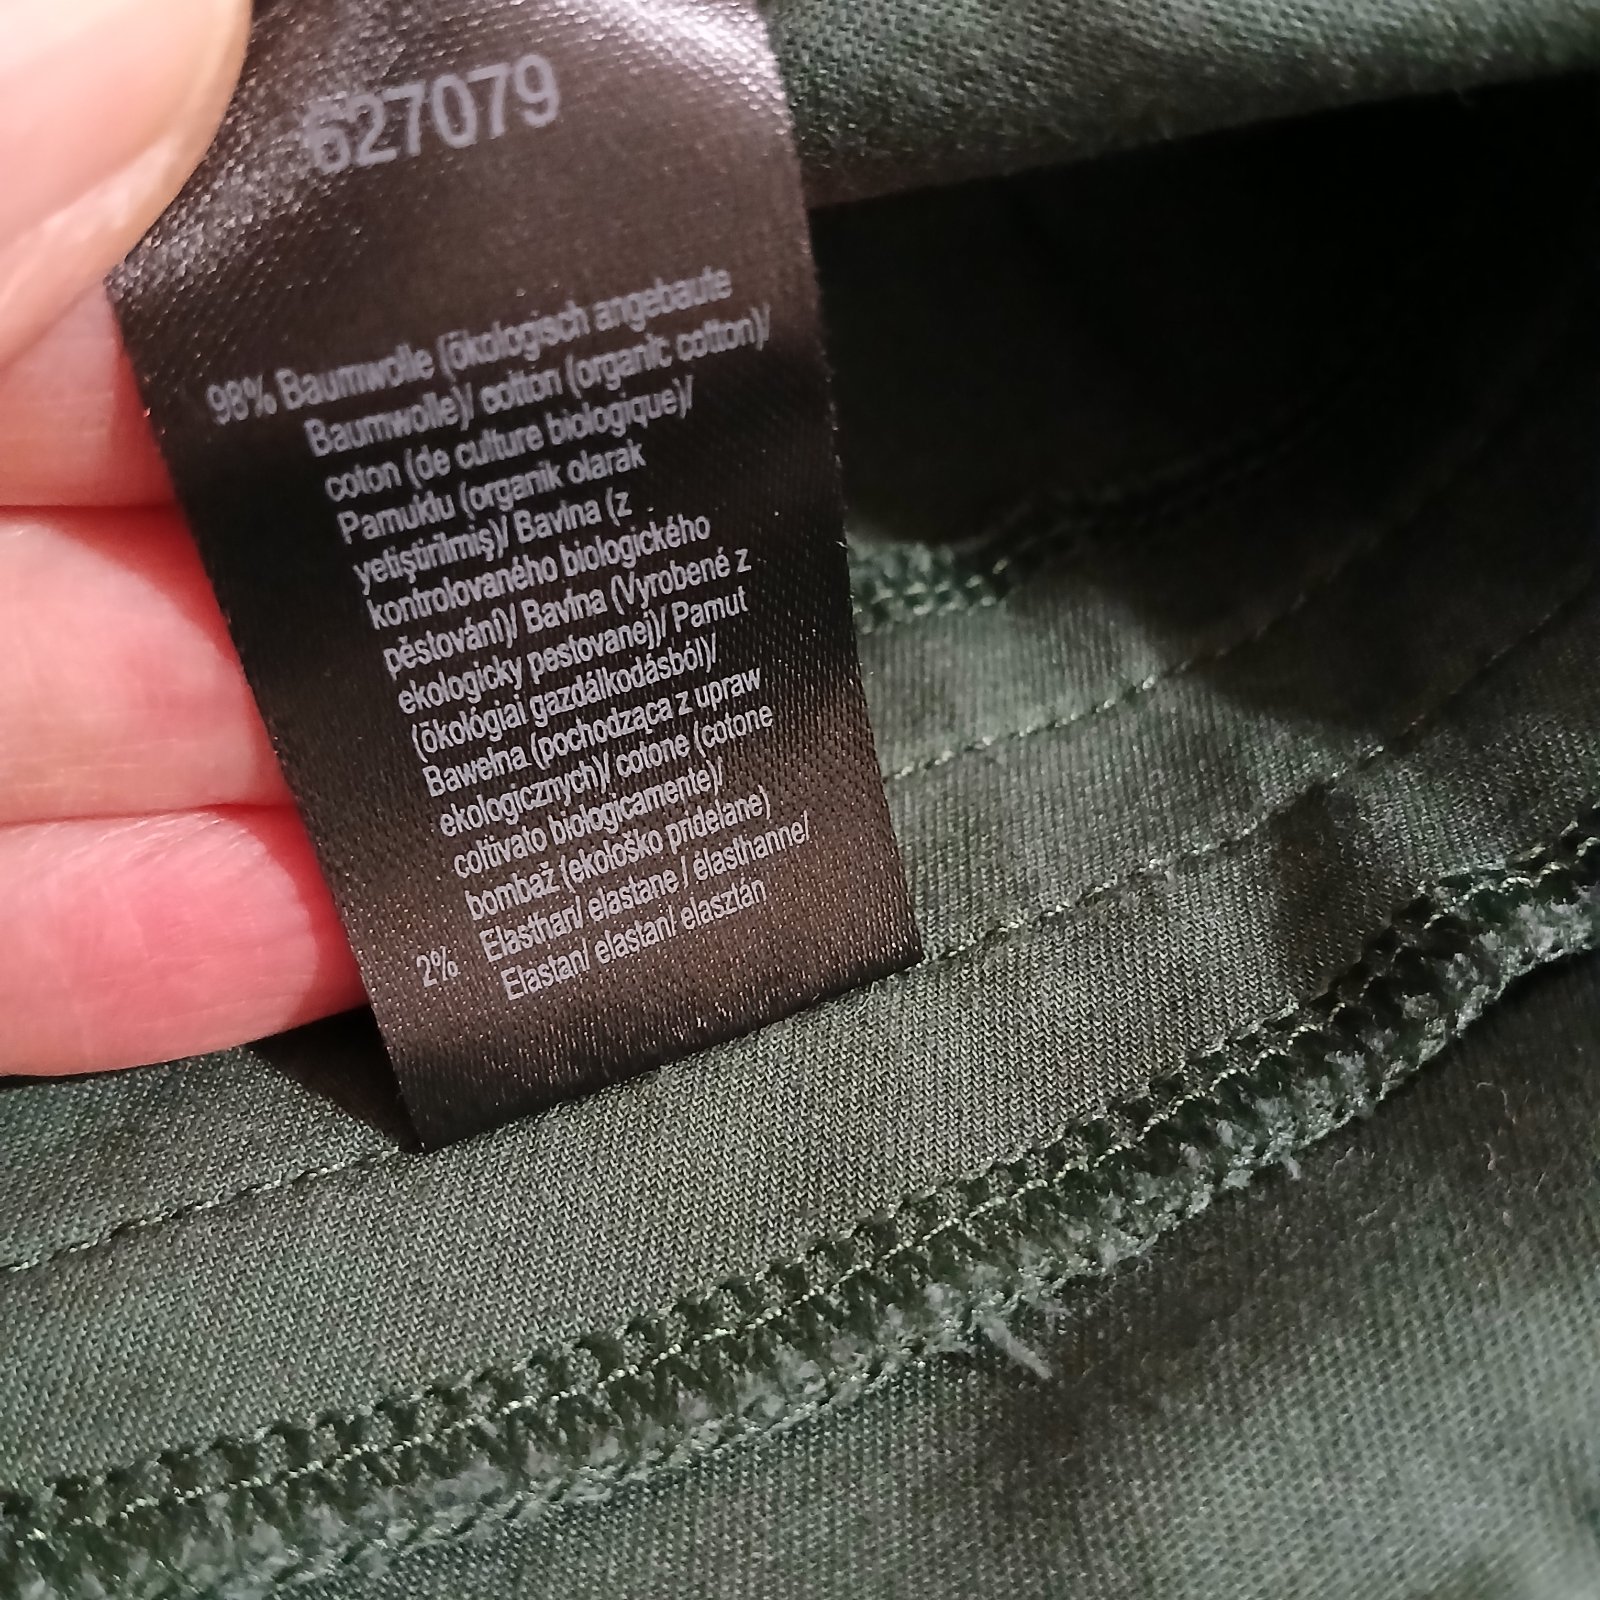 627079
98% Baumwolle (ökologisch angebaute
Baumwolle)/ cotton (organic cotton)/
coton (de culture biologique)/
Pamuklu (organik olarak
yetiştirilmiş)/ Bavlna (z
kontrolovaného biologického
pěstování)/ Bavlna (Vyrobené z
ekologicky pestovanej)/ Pamut
(ökológiai gazdálkodásból)/
Bawełna (pochodząca z upraw
ekologicznych)/ cotone (cotone
coltivato biologicamente)/
bombaž (ekološko pridelane)
2% Elasthan/ elastane / élasthanne/
Elastan/ elastan/ elasztán